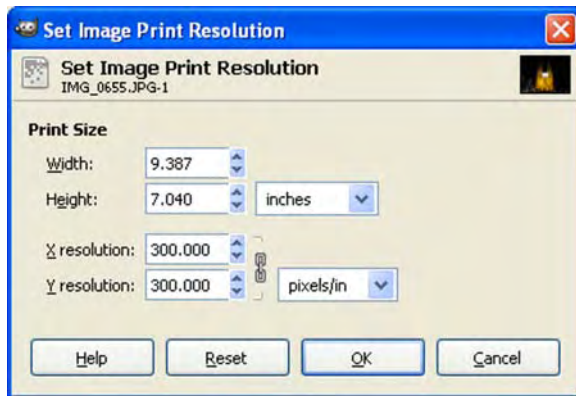 Set Image Print Resolution
Set Image Print Resolution
IMG_0655.JPG-1
Print Size
Width: 9.387
Height: 7.040 inches
X resolution: 300.000
Y resolution: 300.000 pixels/in
Help Reset OK Cancel